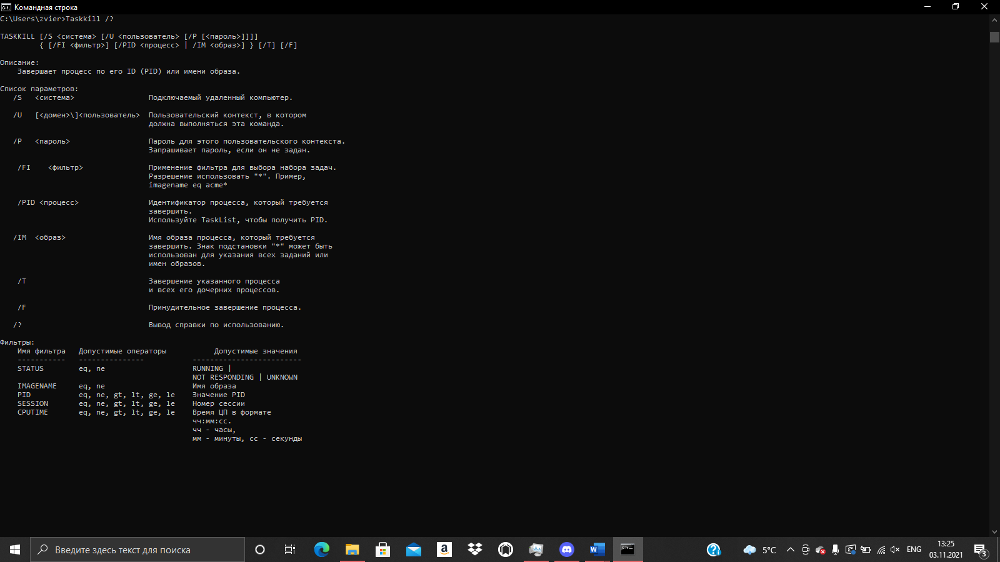 Командная строка
C:\Users\zvier>Taskkill /?
TASKKILL [/S <система> [/U <пользователь> [/P [<пароль>]]]]
{ [/FI <фильтр>] [/PID <процесс> | /IM <образ>] } [/T] [/F]
Описание:
Завершает процесс по его ID (PID) или имени образа.
Список параметров:
/S <система> Подключаемый удаленный компьютер.
/U [<домен>\]<пользователь> Пользовательский контекст, в котором
должна выполняться эта команда.
/P <пароль> Пароль для этого пользовательского контекста.
Запрашивает пароль, если он не задан.
/FI <фильтр> Применение фильтра для выбора набора задач.
Разрешение использовать "*". Пример,
imagename eq acme*
/PID <процесс> Идентификатор процесса, который требуется
завершить.
Используйте TaskList, чтобы получить PID.
/IM <образ> Имя образа процесса, который требуется
завершить. Знак подстановки "*" может быть
использован для указания всех заданий или
имен образов.
/T Завершение указанного процесса
и всех его дочерних процессов.
/F Принудительное завершение процесса.
/? Вывод справки по использованию.
Фильтры:
Имя фильтра Допустимые операторы Допустимые значения
----------- --------------- -------------------------
STATUS eq, ne RUNNING |
NOT RESPONDING | UNKNOWN
IMAGENAME eq, ne Имя образа
PID eq, ne, gt, lt, ge, le Значение PID
SESSION eq, ne, gt, lt, ge, le Номер сессии
CPUTIME eq, ne, gt, lt, ge, le Время ЦП в формате
чч:мм:сс.
чч - часы,
мм - минуты, сс - секунды
Введите здесь текст для поиска
5°C
ENG
13:25
03.11.2021
3